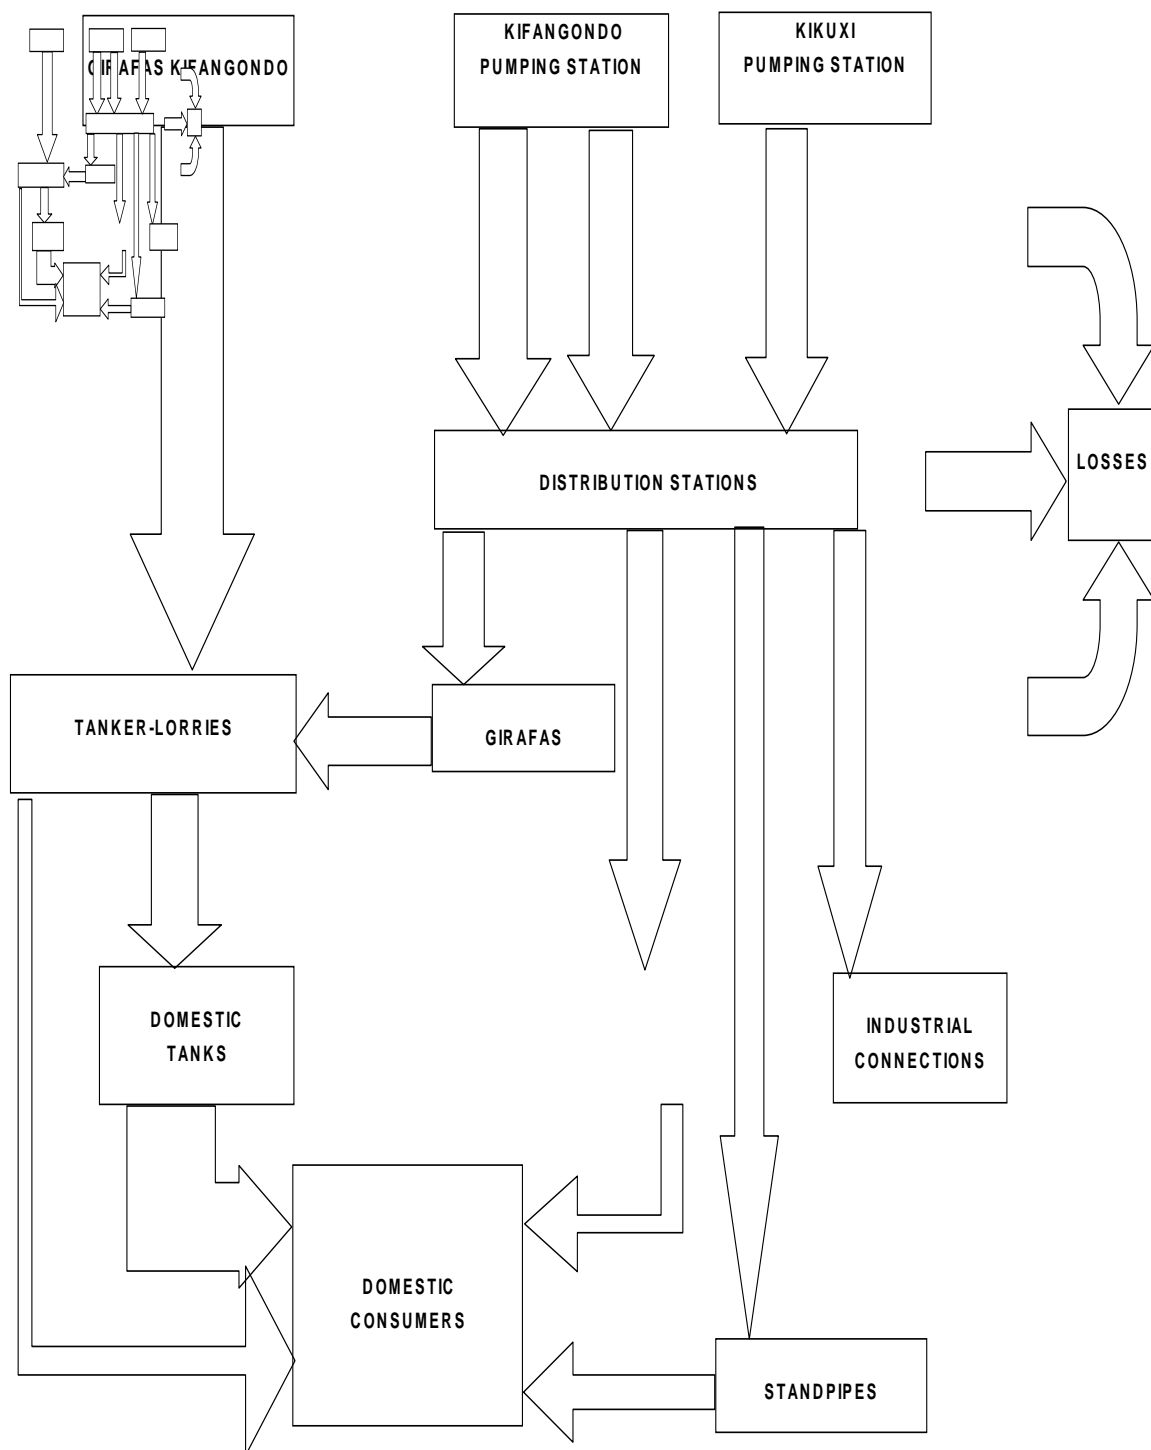 GIRAFAS KIFANGONDO
KIFANGONDO
PUMPING STATION
KIKUXI
PUMPING STATION
LOSSES
DISTRIBUTION STATIONS
TANKER-LORRIES
GIRAFAS
DOMESTIC
TANKS
INDUSTRIAL
CONNECTIONS
DOMESTIC
CONSUMERS
STANDPIPES